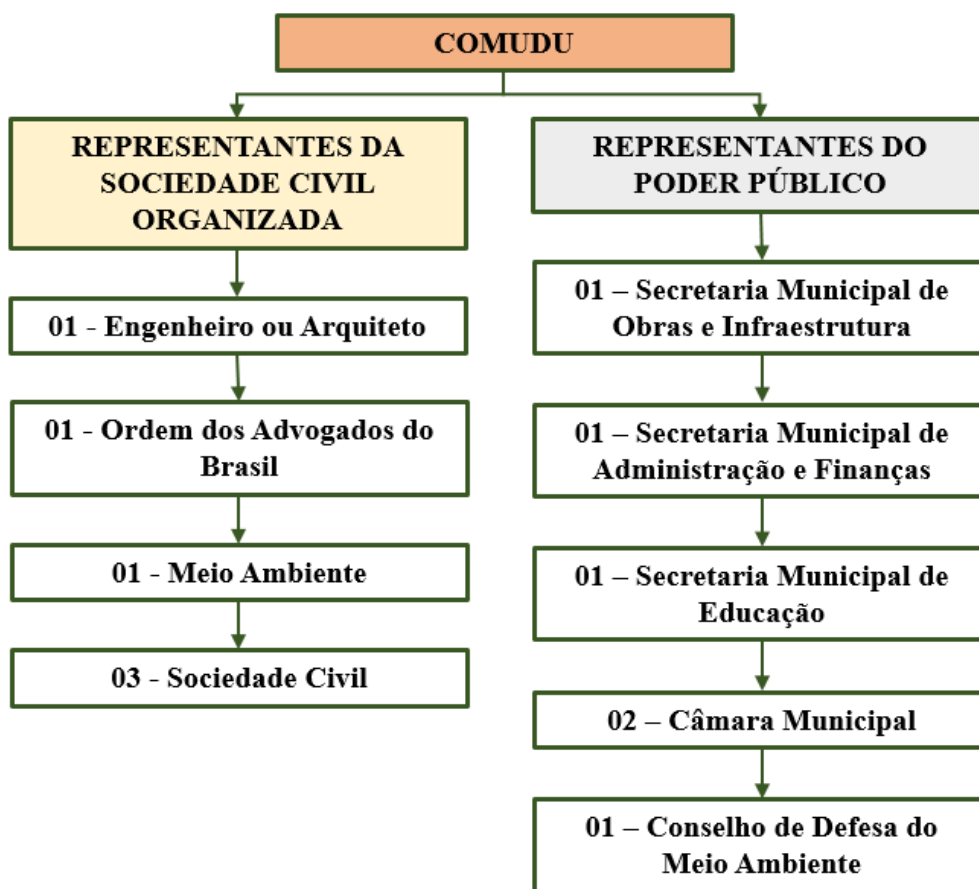 COMUDU
REPRESENTANTES DA
SOCIEDADE CIVIL
ORGANIZADA
01 - Engenheiro ou Arquiteto
01 - Ordem dos Advogados do
Brasil
01 - Meio Ambiente
03 - Sociedade Civil
REPRESENTANTES DO
PODER PÚBLICO
01 – Secretaria Municipal de
Obras e Infraestrutura
01 – Secretaria Municipal de
Administração e Finanças
01 – Secretaria Municipal de
Educação
02 – Câmara Municipal
01 – Conselho de Defesa do
Meio Ambiente